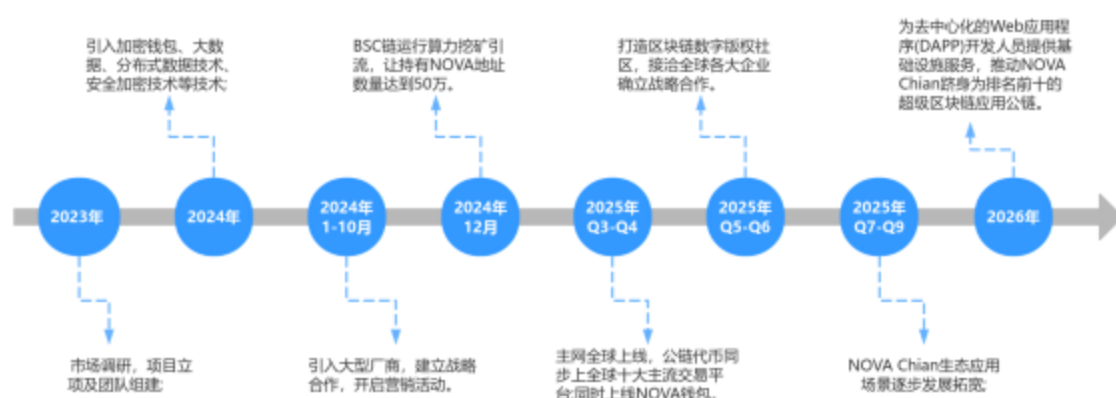 引入加密钱包、大数
据、分布式数据技术、
安全加密技术等技术;
BSC链运行算力挖矿引
流，让持有NOVA地址
数量达到50万。
打造区块链数字版权社
区，接洽全球各大企业
确立战略合作。
为去中心化的Web应用程
序(DAPP)开发人员提供基
础设施服务，推动NOVA
Chian跻身为排名前十的
超级区块链应用公链。
2023年
2024年
2024年
1-10月
2024年
12月
2025年
Q3-Q4
2025年
Q5-Q6
2025年
Q7-Q9
2026年
市场调研，项目立
项及团队组建;
引入大型厂商，建立战略
合作，开启营销活动。
主网全球上线，公链代币同
步上全球十大主流交易平
台;同时上线NOVA钱包。
NOVA Chian生态应用
场景逐步发展拓宽;